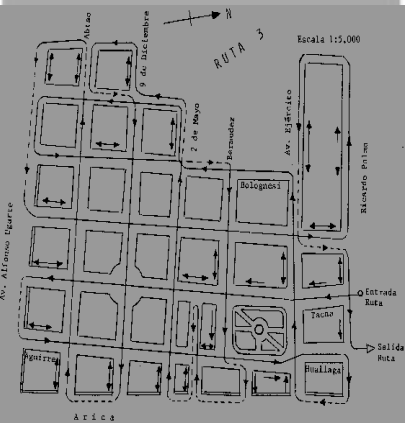 RUTA 3
N
Escala 1:5.000
Abtao
9 de Diciembre
2 de Mayo
Bermudez
Av. Ejército
Ricardo Palma
Bolognesi
Av. Alfonso Ugarte
Entrada
Ruta
Tacna
Salida
Ruta
Aguirre
Huallaga
Arica